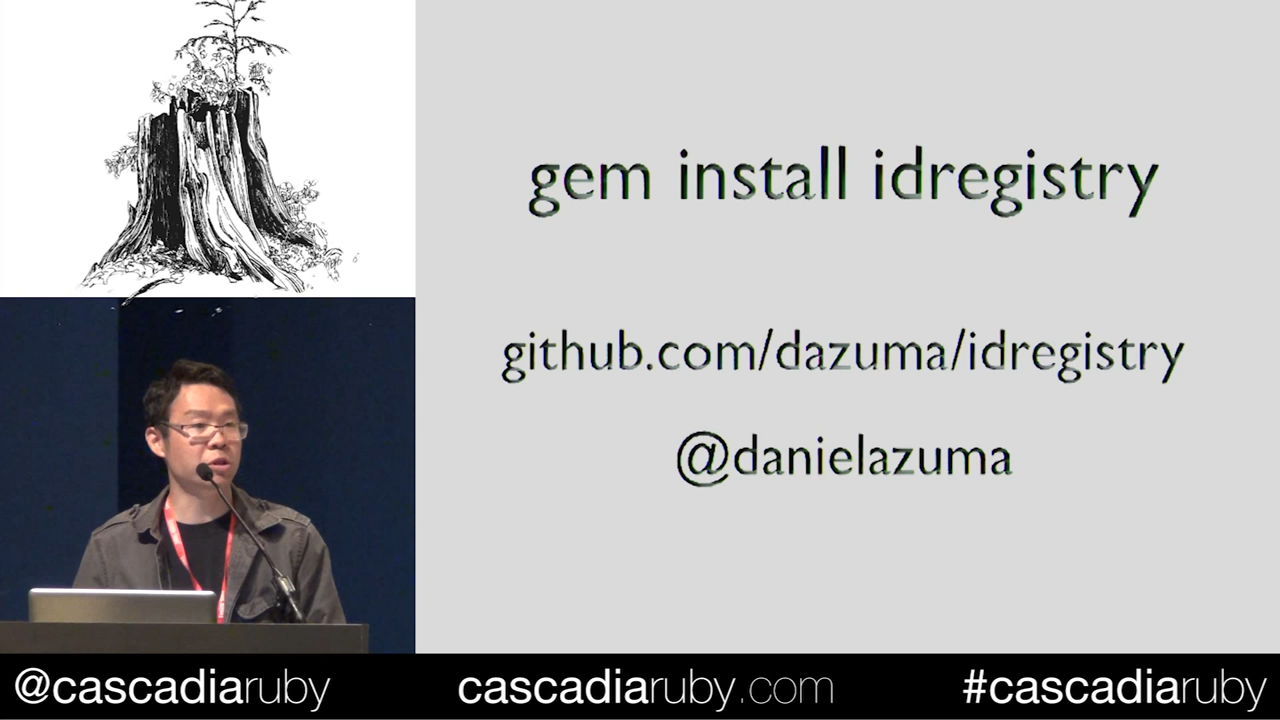 gem install idregistry
github.com/dazuma/idregistry
@danielazuma
@cascadiaruby
cascadiaruby.com
#cascadiaruby